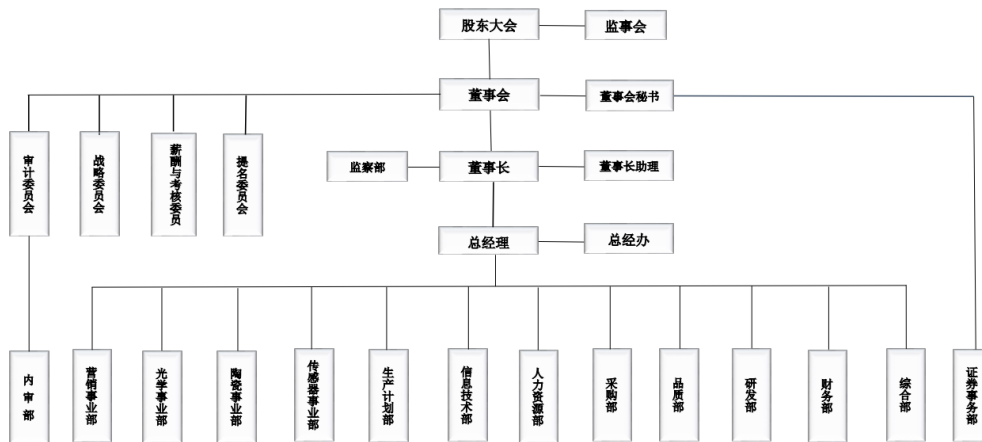 股东大会
监事会
董事会
董事会秘书
审计委员会
战略委员会
薪酬与考核委员
提名委员会
监察部
董事长
董事长助理
总经理
总经办
内审部
营销事业部
光学事业部
陶瓷事业部
传感器事业部
生产计划部
信息技术部
人力资源部
采购部
品质部
研发部
财务部
综合部
证券事务部